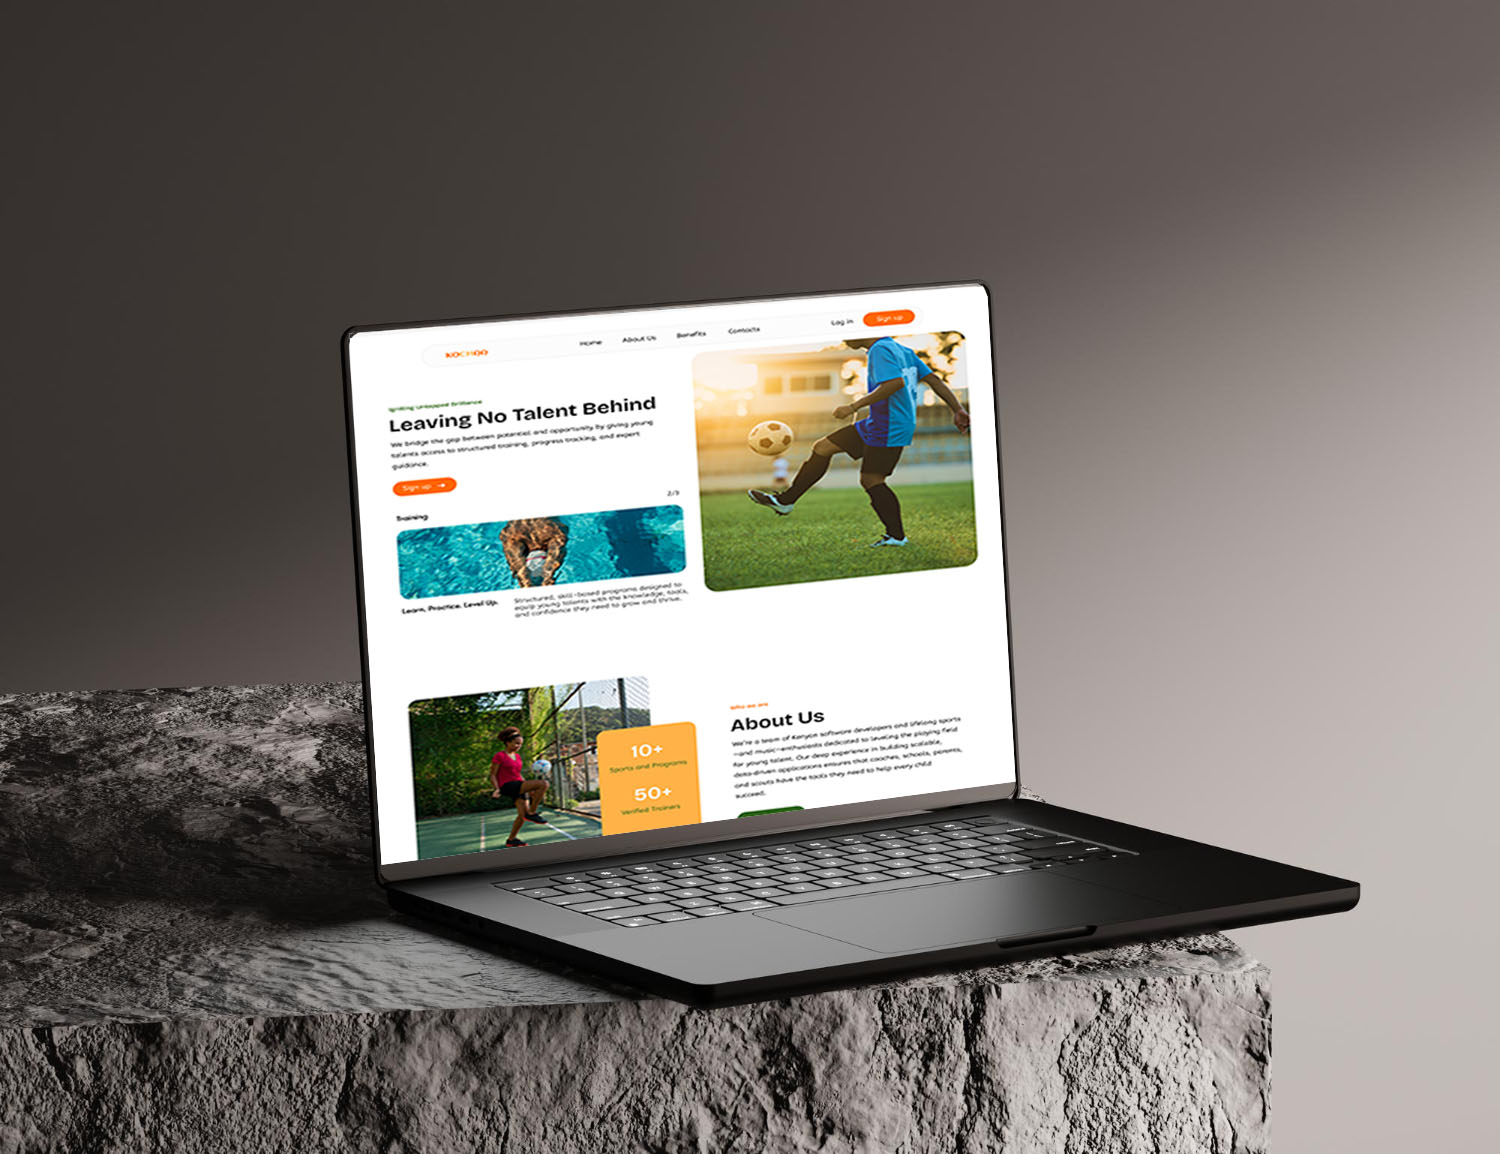 KOCHOO
Home
About Us
Benefits
Contacts
Log in
Sign up
Igniting Untapped Brilliance
Leaving No Talent Behind
We bridge the gap between potential and opportunity by giving young
talents access to structured training, progress tracking, and expert
guidance.
Sign up
2/3
Training
Learn. Practice. Level Up.
Structured, skill-based programs designed to
equip young talents with the knowledge, tools,
and confidence they need to grow and thrive.
10+
Sports and Programs
50+
Verified Trainers
Who we are
About Us
We're a team of Kenyan software developers and lifelong sports
-and music-enthusiasts dedicated to leveling the playing field
for young talent. Our deep experience in building scalable,
data-driven applications ensures that coaches, schools, parents,
and scouts have the tools they need to help every child
succeed.